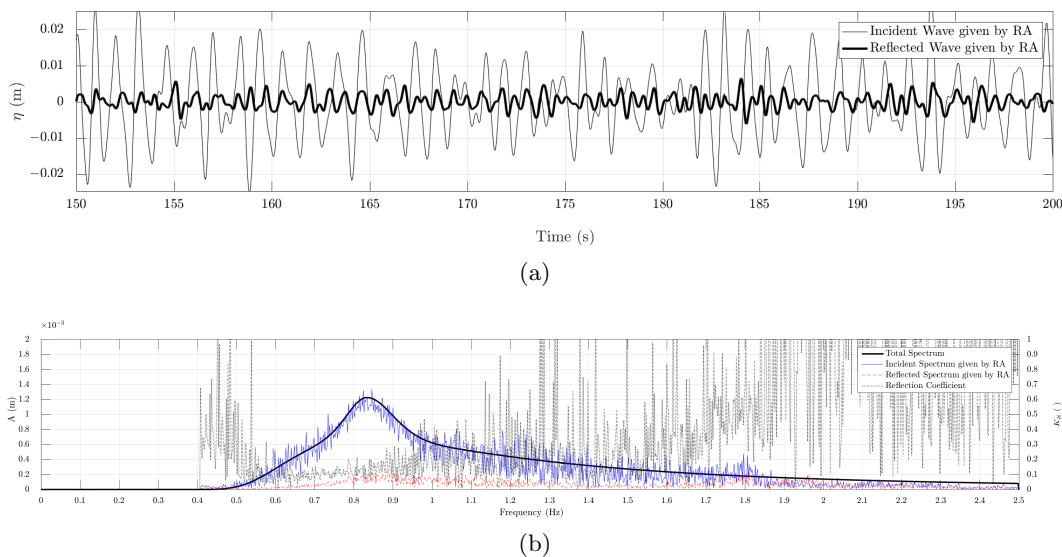 0.02
0.01
0
−0.01
−0.02
η (m)
Incident Wave given by RA
Reflected Wave given by RA
150 155 160 165 170 175 180 185 190 195 200
Time (s)
(a)
×10⁻³
2
1.8
1.6
1.4
1.2
1
0.8
0.6
0.4
0.2
0
A (m)
Total Spectrum
Incident Spectrum given by RA
Reflected Spectrum given by RA
Reflection Coefficient
1
0.9
0.8
0.7
0.6
0.5
0.4
0.3
0.2
0.1
0
0 0.1 0.2 0.3 0.4 0.5 0.6 0.7 0.8 0.9 1 1.1 1.2 1.3 1.4 1.5 1.6 1.7 1.8 1.9 2 2.1 2.2 2.3 2.4 2.5
Frequency (Hz)
(b)